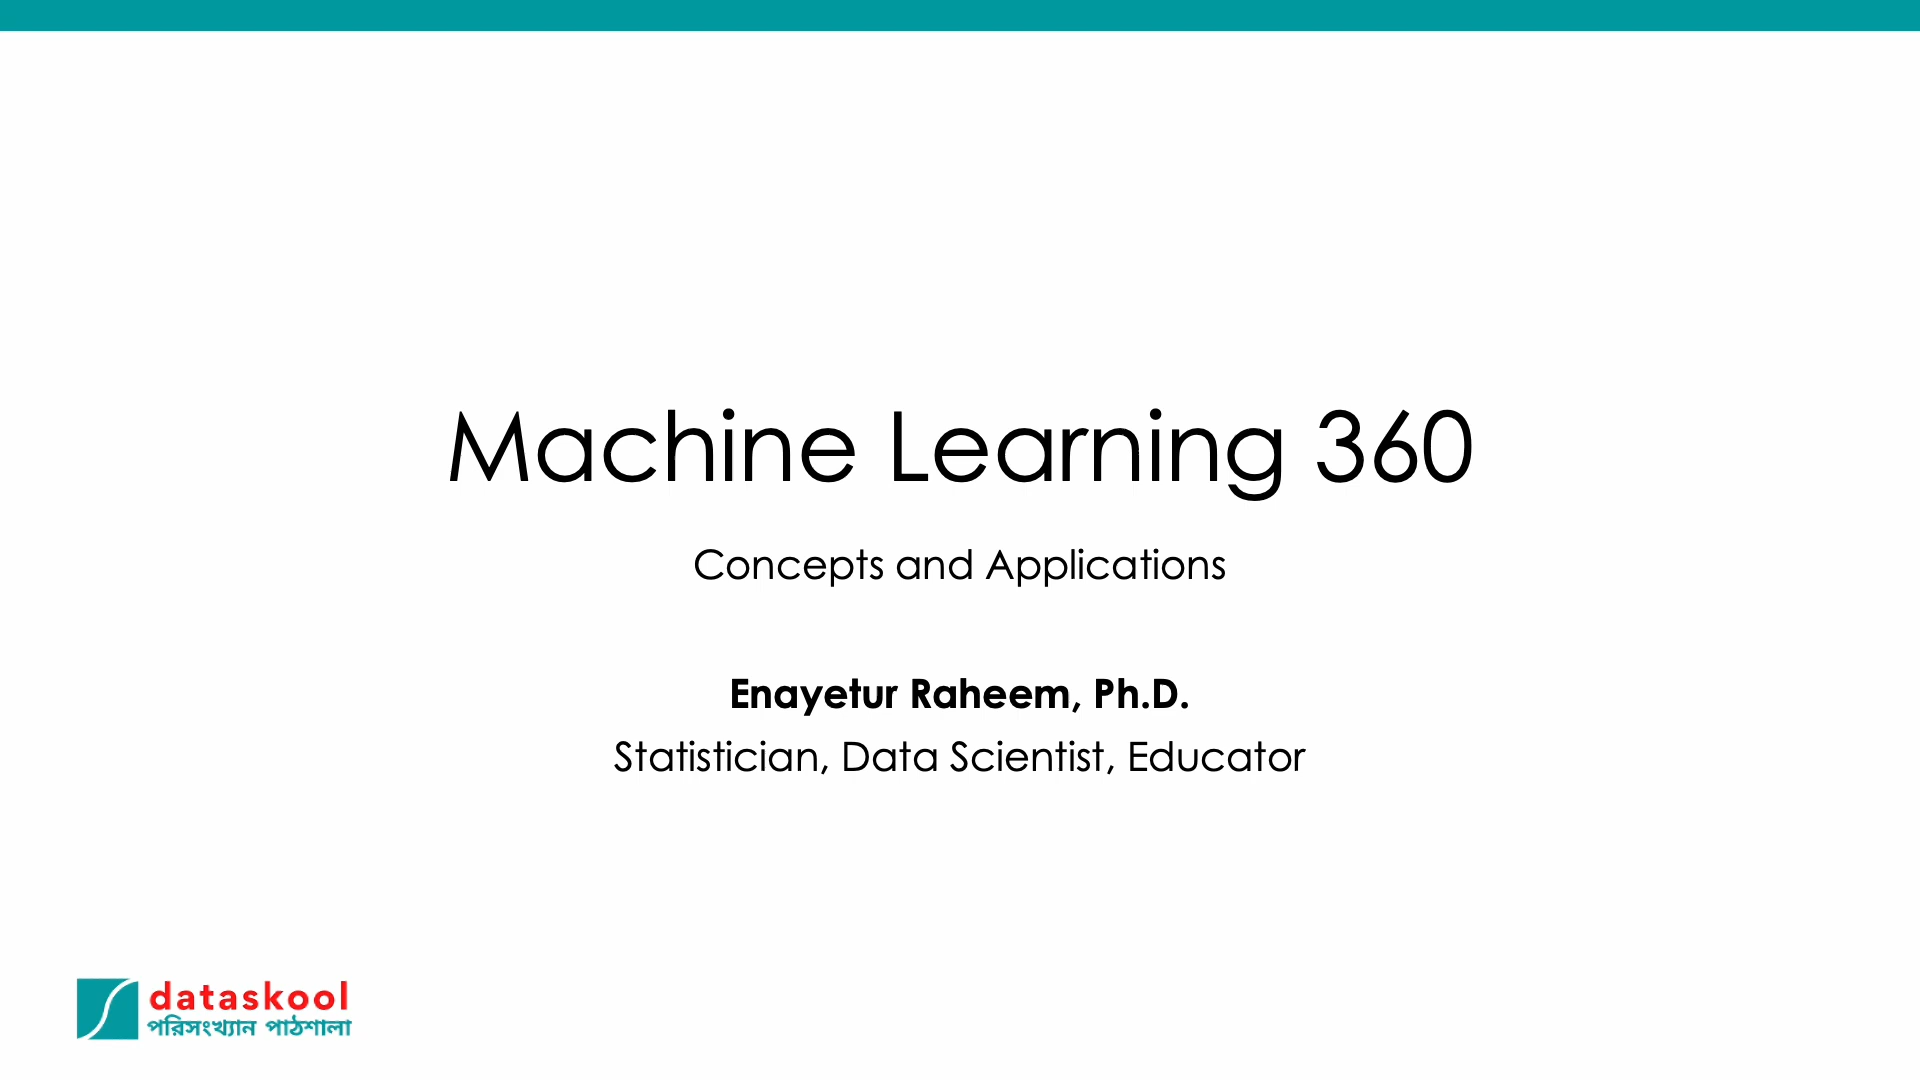 Machine Learning 360
Concepts and Applications
Enayetur Raheem, Ph.D.
Statistician, Data Scientist, Educator
dataskool
পরিসংখ্যান পাঠশালা